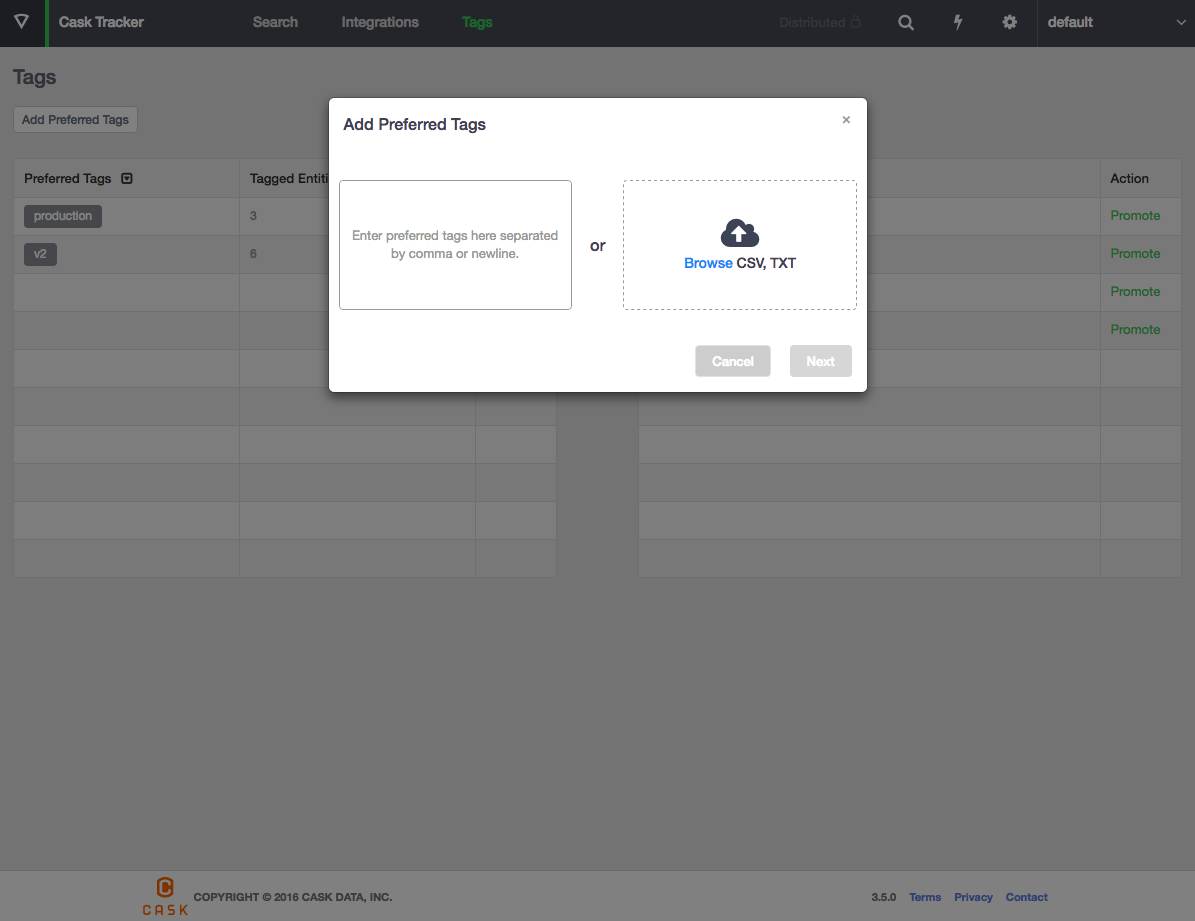 Cask Tracker Search Integrations Tags Distributed default
Tags
Add Preferred Tags
Add Preferred Tags ×
Preferred Tags Tagged Entiti Action
production 3 Promote
v2 6 Promote
Promote
Promote
Enter preferred tags here separated
by comma or newline.
or
Browse CSV, TXT
Cancel Next
CASK
COPYRIGHT © 2016 CASK DATA, INC. 3.5.0 Terms Privacy Contact